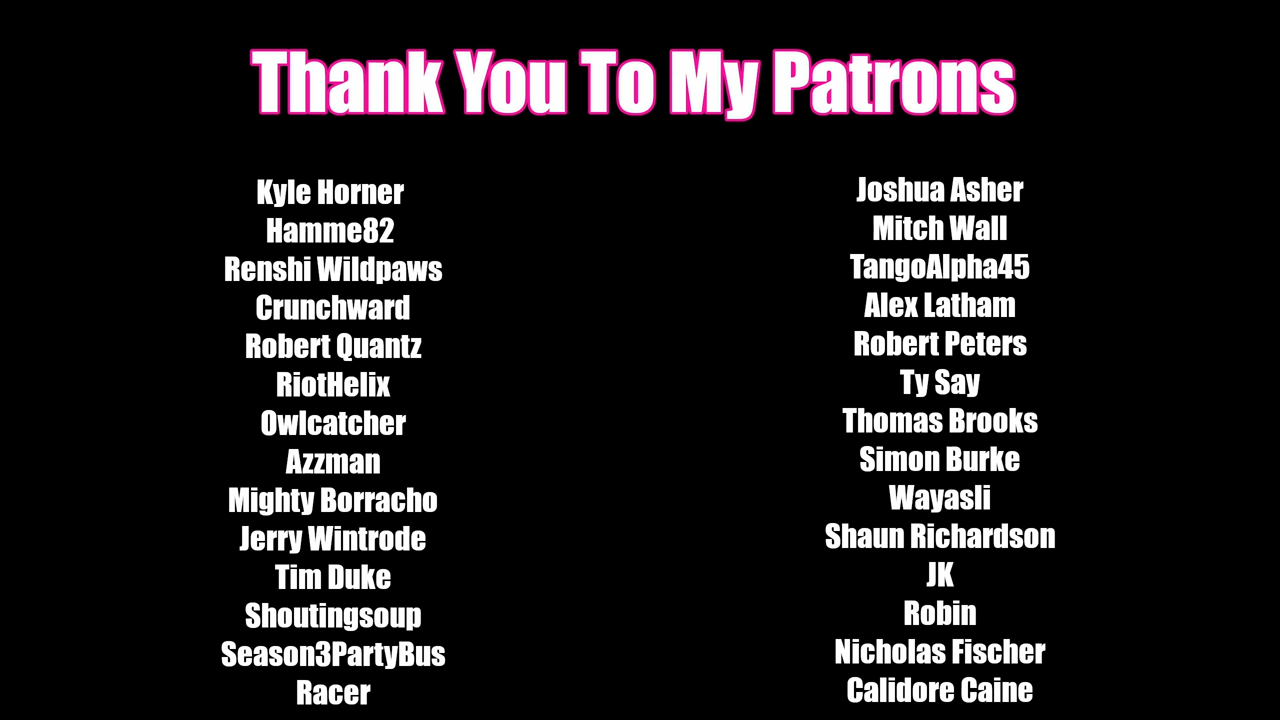 Thank You To My Patrons
Kyle Horner
Hamme82
Renshi Wildpaws
Crunchward
Robert Quantz
RiotHelix
Owlcatcher
Azzman
Mighty Borracho
Jerry Wintrode
Tim Duke
Shoutingsoup
Season3PartyBus
Racer
Joshua Asher
Mitch Wall
TangoAlpha45
Alex Latham
Robert Peters
Ty Say
Thomas Brooks
Simon Burke
Wayasli
Shaun Richardson
JK
Robin
Nicholas Fischer
Calidore Caine